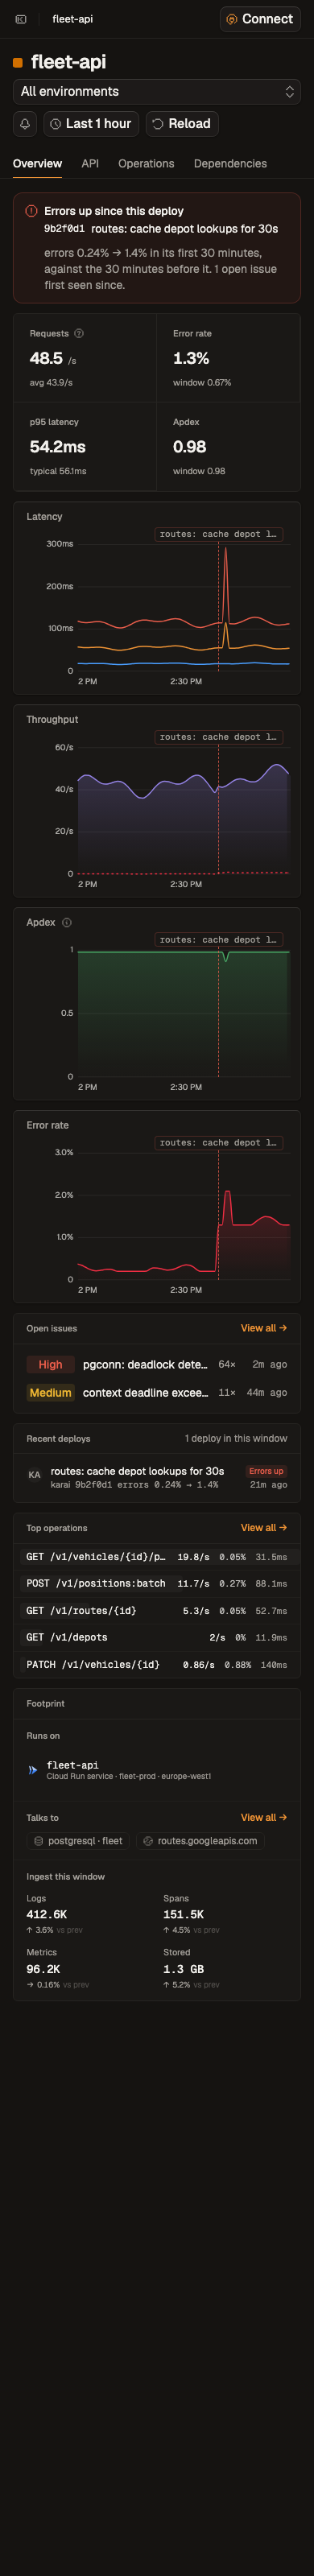 fleet-api
Connect
fleet-api
All environments
Last 1 hour
Reload
Overview API Operations Dependencies
Errors up since this deploy
9b2f0d1 routes: cache depot lookups for 30s
errors 0.24% → 1.4% in its first 30 minutes,
against the 30 minutes before it. 1 open issue
first seen since.
Requests
48.5 /s
avg 43.9/s
Error rate
1.3%
window 0.67%
p95 latency
54.2ms
typical 56.1ms
Apdex
0.98
window 0.98
Latency
routes: cache depot l…
300ms
200ms
100ms
0
2 PM 2:30 PM
Throughput
routes: cache depot l…
60/s
40/s
20/s
0
2 PM 2:30 PM
Apdex
routes: cache depot l…
1
0.5
0
2 PM 2:30 PM
Error rate
routes: cache depot l…
3.0%
2.0%
1.0%
0
2 PM 2:30 PM
Open issues View all →
High pgconn: deadlock dete… 64× 2m ago
Medium context deadline excee… 11× 44m ago
Recent deploys 1 deploy in this window
KA routes: cache depot lookups for 30s Errors up
karai 9b2f0d1 errors 0.24% → 1.4% 21m ago
Top operations View all →
GET /v1/vehicles/{id}/p… 19.8/s 0.05% 31.5ms
POST /v1/positions:batch 11.7/s 0.27% 88.1ms
GET /v1/routes/{id} 5.3/s 0.05% 52.7ms
GET /v1/depots 2/s 0% 11.9ms
PATCH /v1/vehicles/{id} 0.86/s 0.88% 140ms
Footprint
Runs on
fleet-api
Cloud Run service · fleet-prod · europe-west1
Talks to View all →
postgresql · fleet routes.googleapis.com
Ingest this window
Logs
412.6K
↑ 3.6% vs prev
Spans
151.5K
↑ 4.5% vs prev
Metrics
96.2K
→ 0.16% vs prev
Stored
1.3 GB
↑ 5.2% vs prev